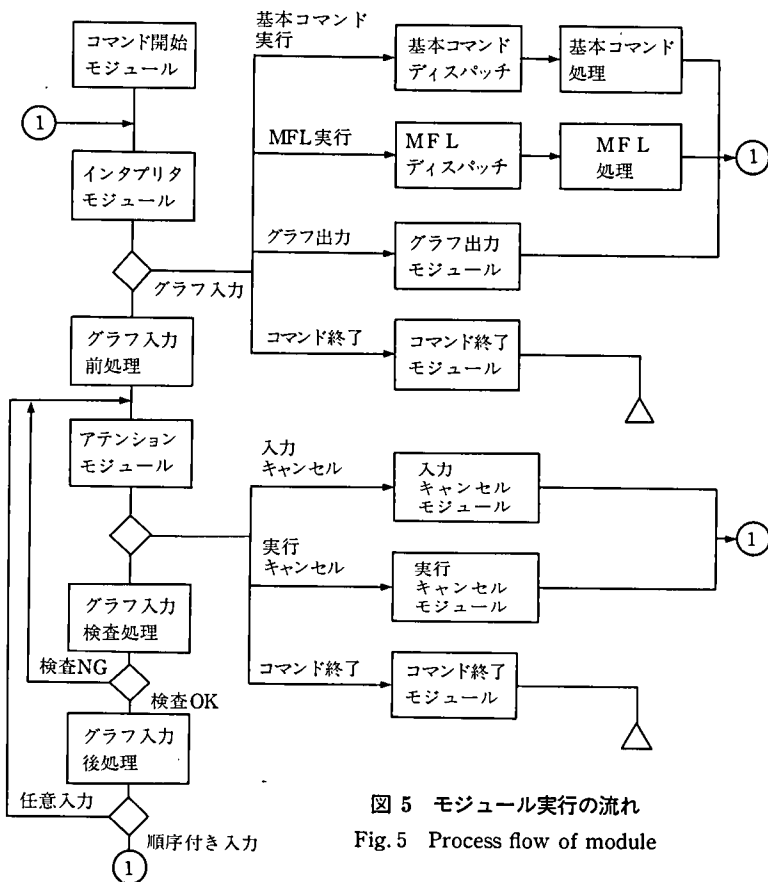 コマンド開始
モジュール
1
インタプリタ
モジュール
グラフ入力
基本コマンド
実行
基本コマンド
ディスパッチ
基本コマンド
処理
MFL実行
MFL
ディスパッチ
MFL
処理
1
グラフ出力
グラフ出力
モジュール
コマンド終了
コマンド終了
モジュール
グラフ入力
前処理
アテンション
モジュール
入力
キャンセル
入力
キャンセル
モジュール
実行
キャンセル
実行
キャンセル
モジュール
1
コマンド終了
コマンド終了
モジュール
グラフ入力
検査処理
検査NG
検査OK
グラフ入力
後処理
任意入力
順序付き入力
1
図 5 モジュール実行の流れ
Fig. 5 Process flow of module